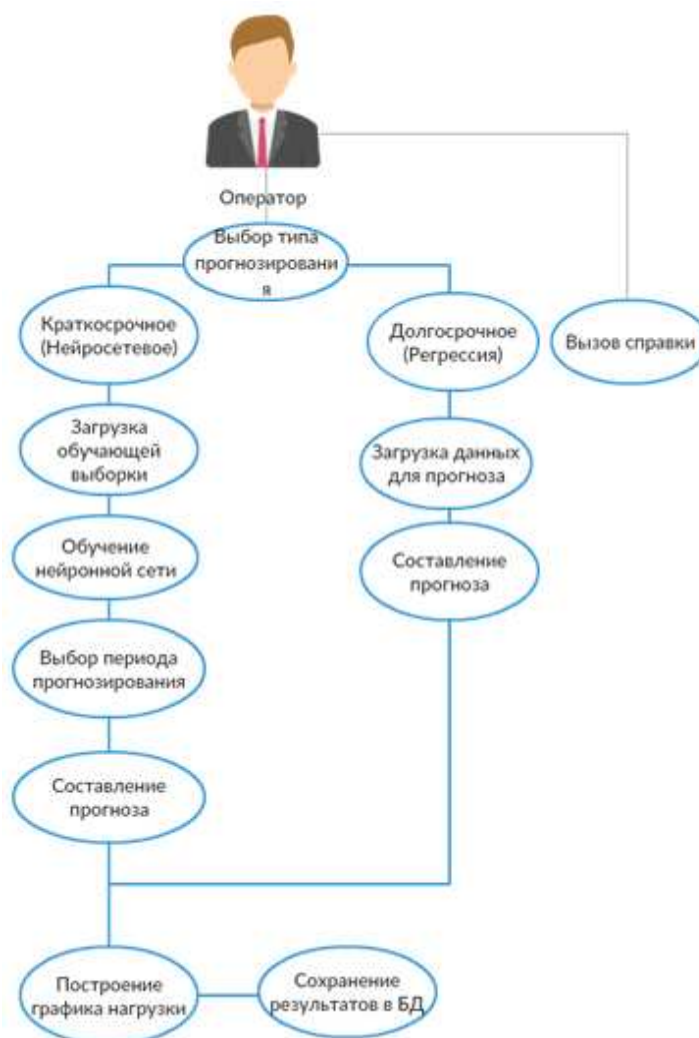 Оператор
Выбор типа
прогнозировани
я
Краткосрочное
(Нейросетевое)
Долгосрочное
(Регрессия)
Вызов справки
Загрузка
обучающей
выборки
Загрузка данных
для прогноза
Обучение
нейронной сети
Составление
прогноза
Выбор периода
прогнозирования
Составление
прогноза
Построение
графика нагрузки
Сохранение
результатов в БД